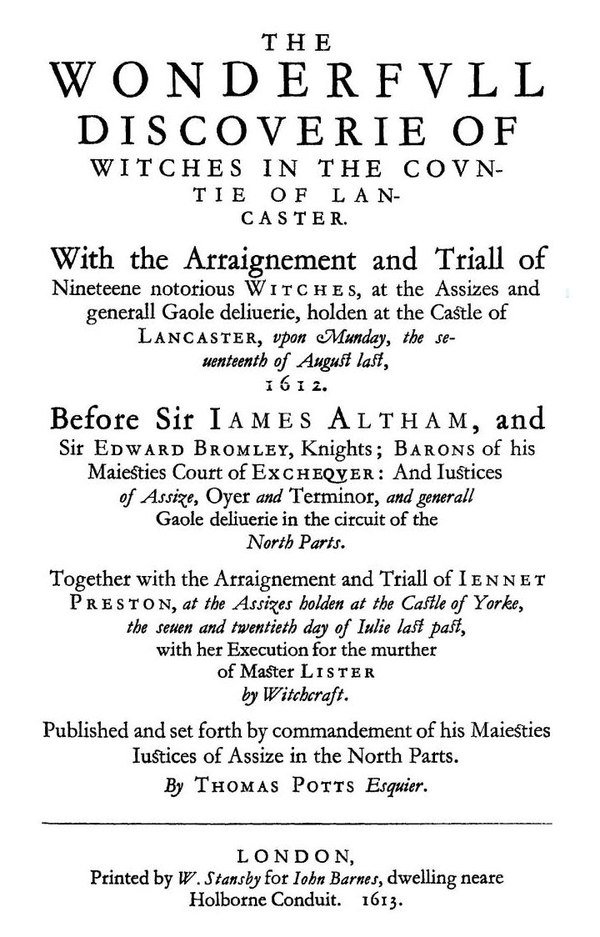 THE
WONDERFVLL
DISCOVERIE OF
WITCHES IN THE COVN-
TIE OF LAN-
CASTER.
With the Arraignement and Triall of
Nineteene notorious WITCHES, at the Assizes and
generall Gaole deliuerie, holden at the Castle of
LANCASTER, vpon Munday, the se-
uenteenth of August last,
1612.
Before Sir IAMES ALTHAM, and
Sir EDWARD BROMLEY, Knights; BARONS of his
Maiesties Court of EXCHEQVER: And Iustices
of Assize, Oyer and Terminor, and generall
Gaole deliuerie in the circuit of the
North Parts.
Together with the Arraignement and Triall of IENNET
PRESTON, at the Assizes holden at the Castle of Yorke,
the seuen and twentieth day of Iulie last past,
with her Execution for the murther
of Master LISTER
by Witchcraft.
Published and set forth by commandement of his Maiesties
Iustices of Assize in the North Parts.
By THOMAS POTTS Esquier.
LONDON,
Printed by W. Stansby for Iohn Barnes, dwelling neare
Holborne Conduit. 1613.